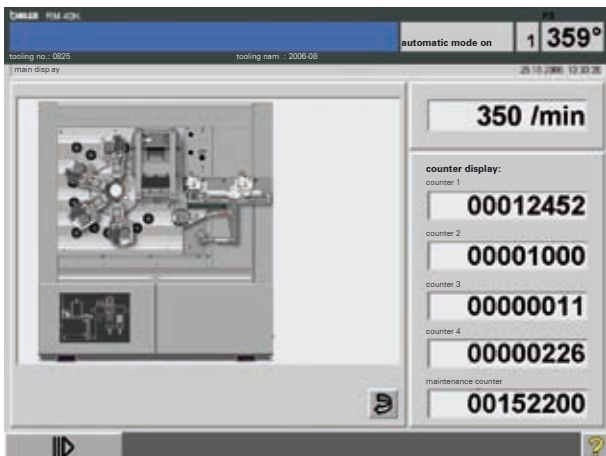 BIHLER RM-40K
P3
automatic mode on
1 359°
tooling no.: 0825 tooling nam : 2006-08
main disp ay
25.10.2006 13:33:26
350 /min
counter display:
counter 1
00012452
counter 2
00001000
counter 3
00000011
counter 4
00000226
maintenance counter
00152200
?